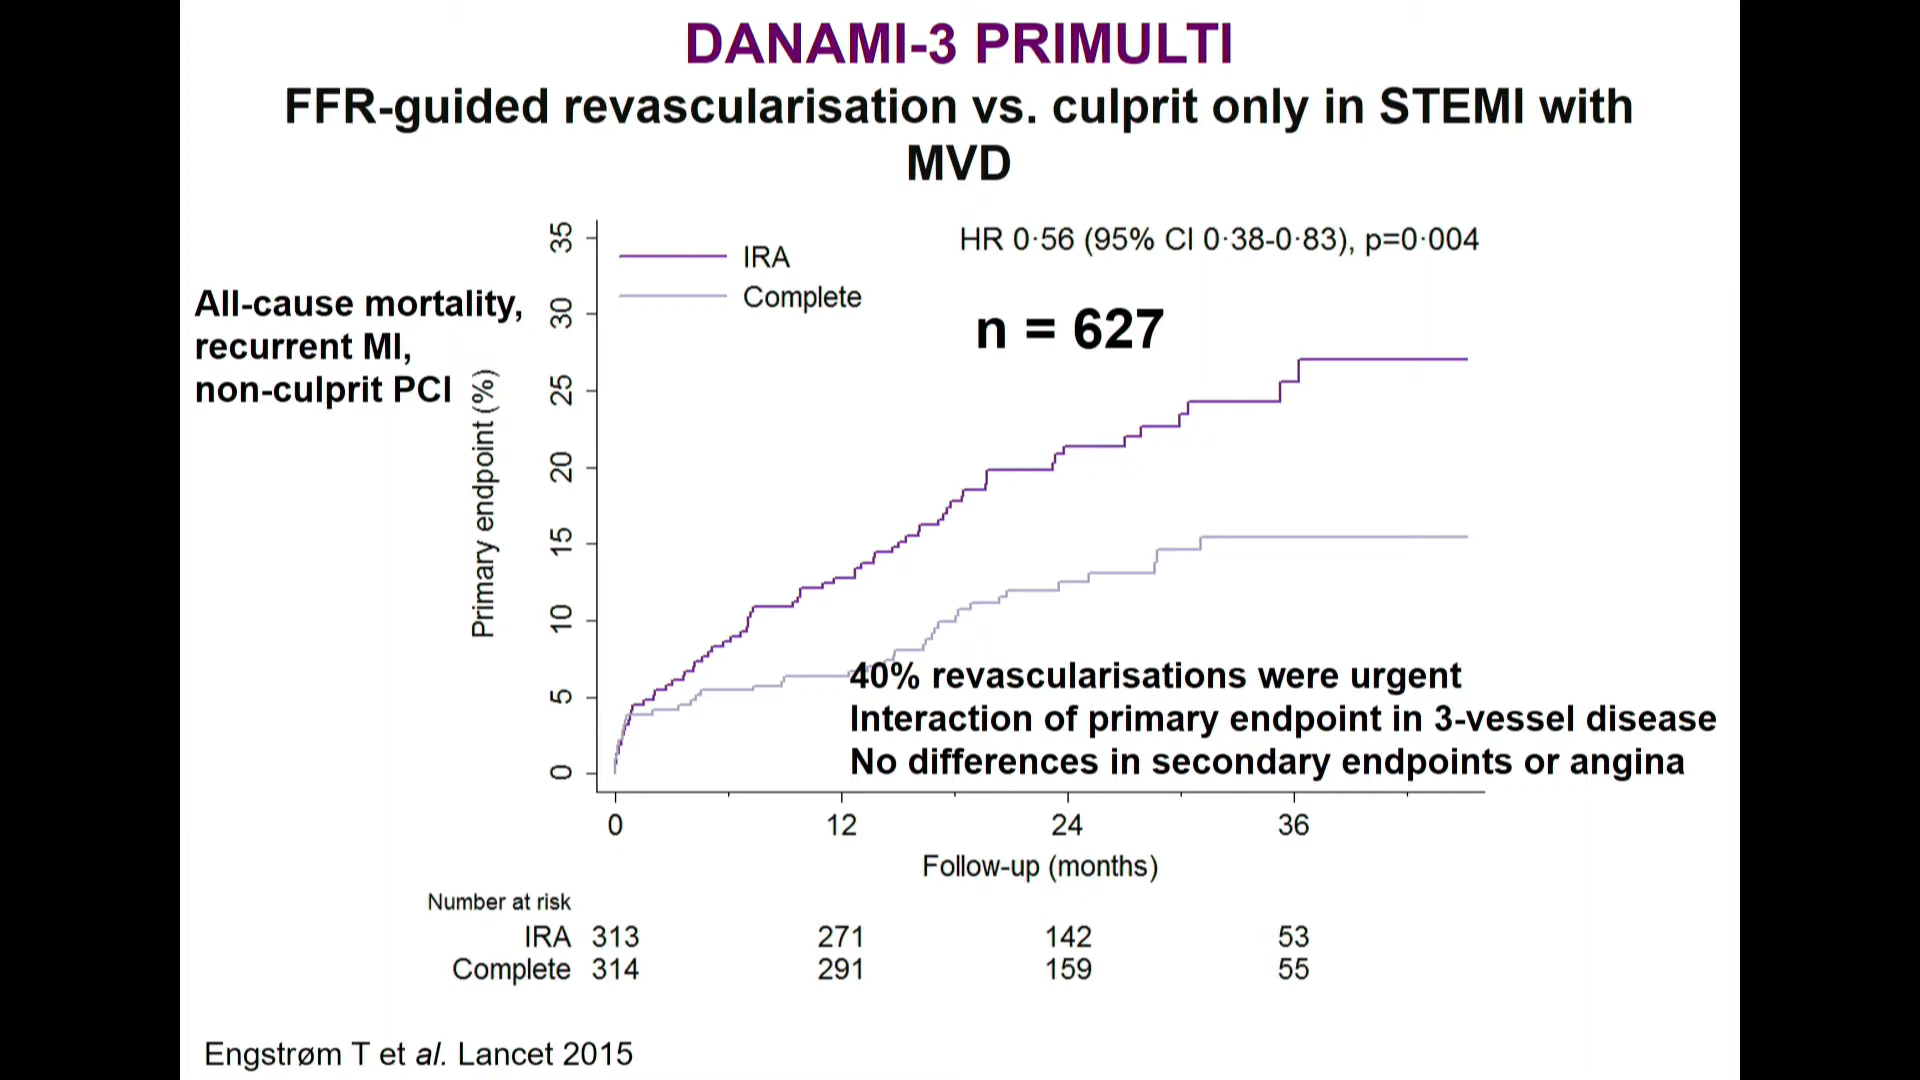 DANAMI-3 PRIMULTI
FFR-guided revascularisation vs. culprit only in STEMI with
MVD
All-cause mortality,
recurrent MI,
non-culprit PCI
Primary endpoint (%)
35
30
25
20
15
10
5
0
IRA
Complete
HR 0·56 (95% CI 0·38-0·83), p=0·004
n = 627
40% revascularisations were urgent
Interaction of primary endpoint in 3-vessel disease
No differences in secondary endpoints or angina
0 12 24 36
Follow-up (months)
Number at risk
IRA 313 271 142 53
Complete 314 291 159 55
Engstrøm T et al. Lancet 2015